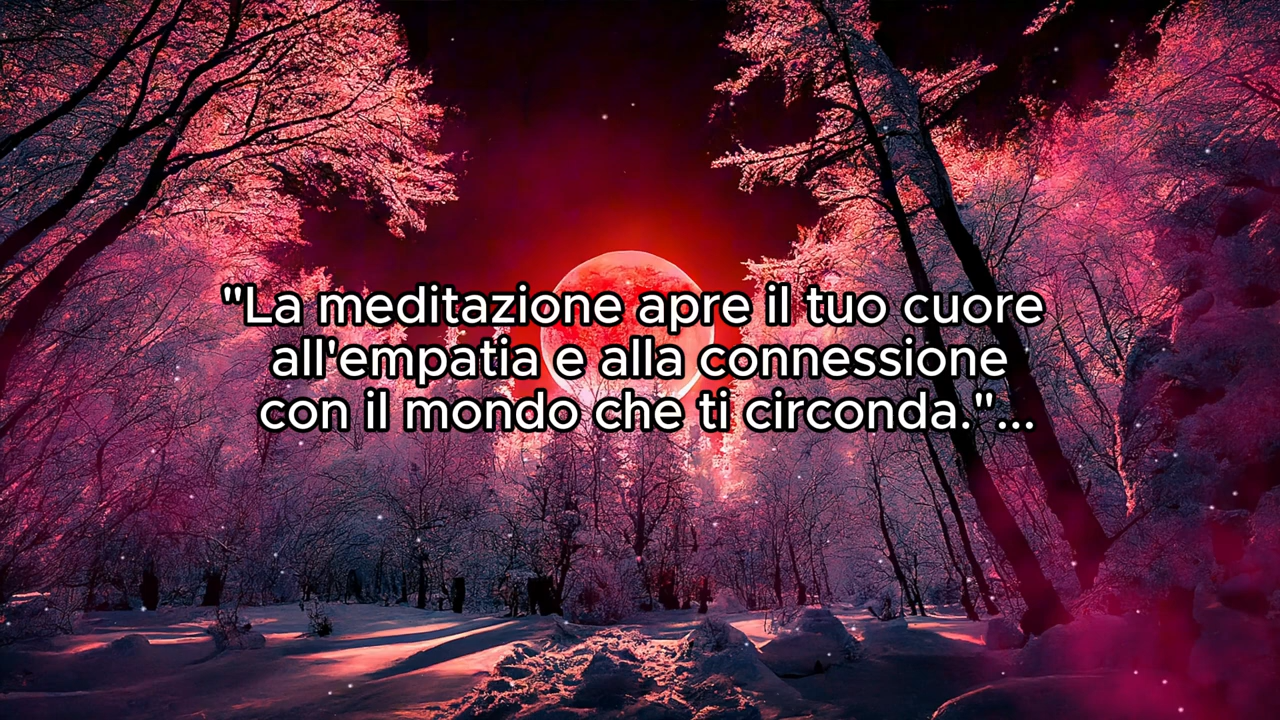 "La meditazione apre il tuo cuore
all'empatia e alla connessione
con il mondo che ti circonda."...